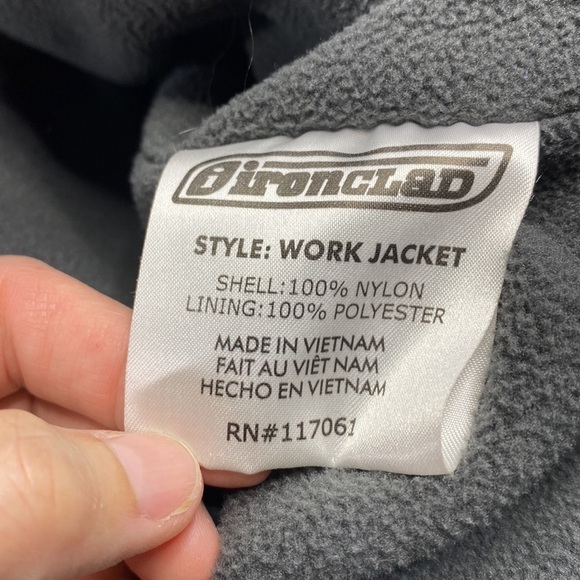 ironclad
STYLE: WORK JACKET
SHELL:100% NYLON
LINING:100% POLYESTER
MADE IN VIETNAM
FAIT AU VIÊT NAM
HECHO EN VIETNAM
RN#117061